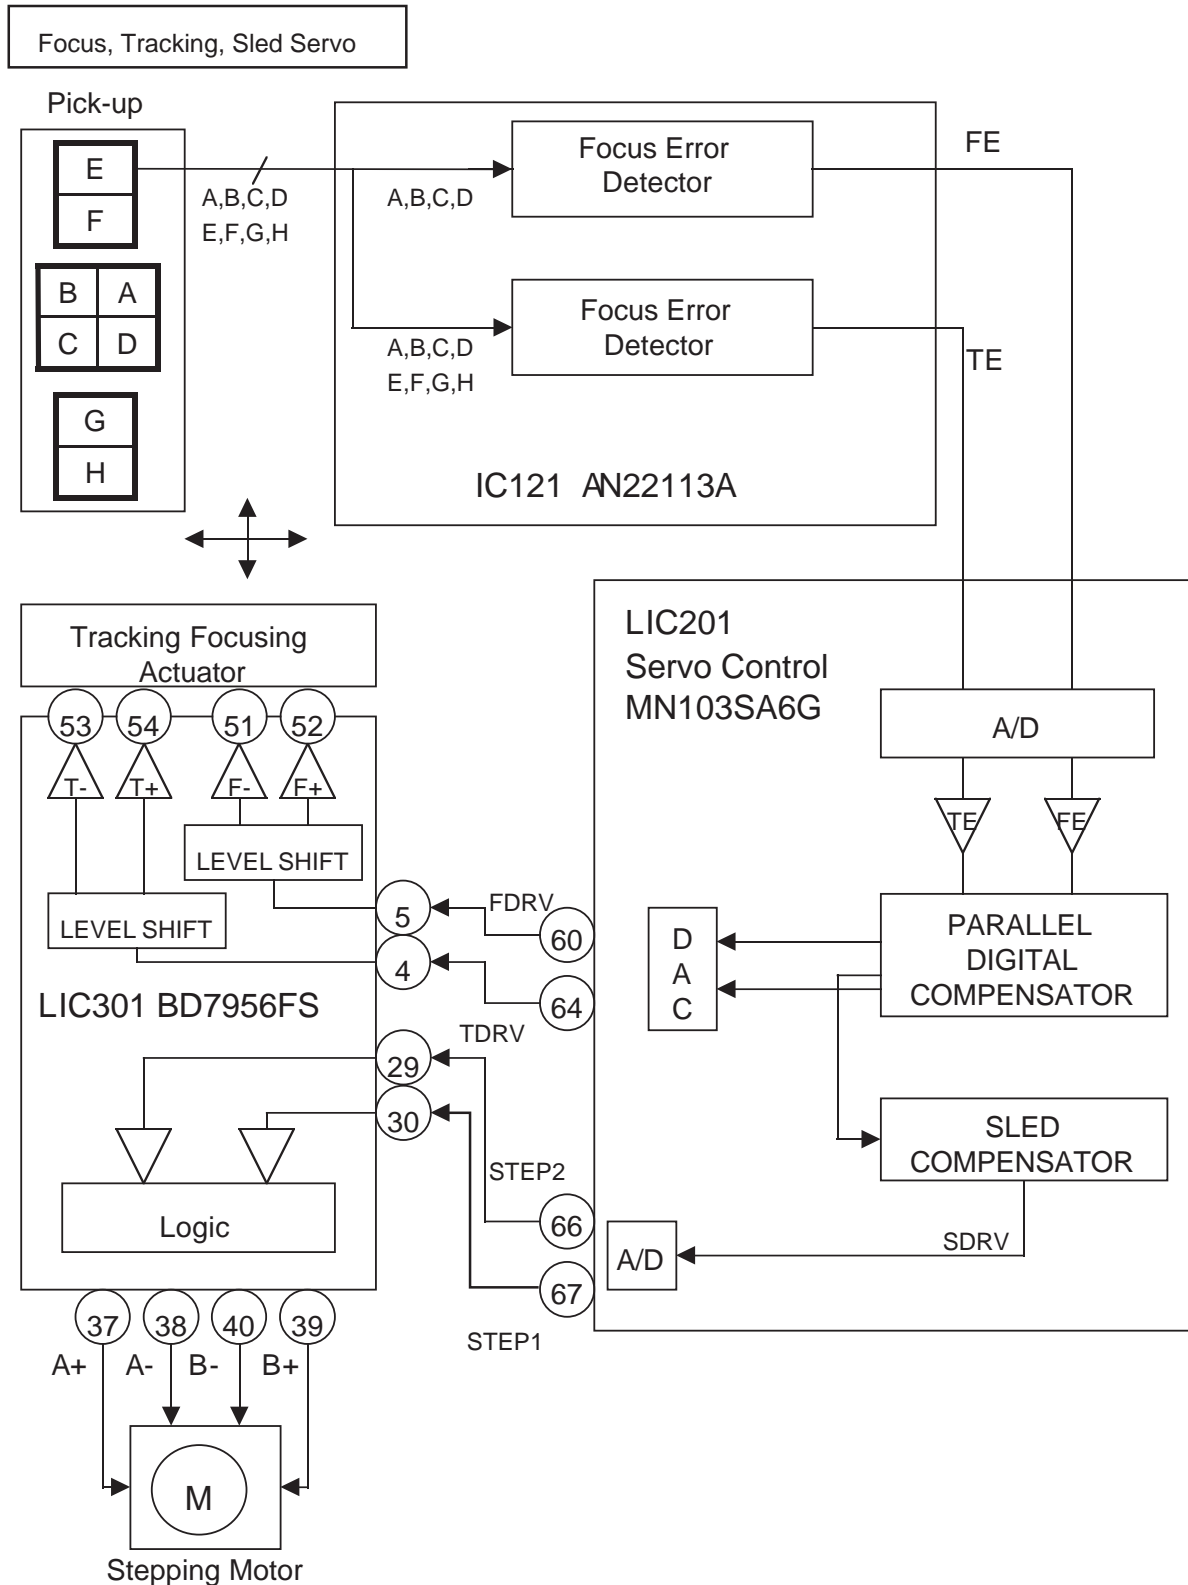 Focus, Tracking, Sled Servo
Pick-up
E
F
B A
C D
G
H
A,B,C,D
E,F,G,H
A,B,C,D
Focus Error
Detector
FE
A,B,C,D
E,F,G,H
Focus Error
Detector
TE
IC121 AN22113A
Tracking Focusing
Actuator
53 54 51 52
T- T+ F- F+
LEVEL SHIFT
LEVEL SHIFT
LIC301 BD7956FS
5
4
29
30
Logic
37 38 40 39
A+ A- B- B+
M
Stepping Motor
FDRV
60
64
TDRV
STEP2
66
67
STEP1
LIC201
Servo Control
MN103SA6G
A/D
TE FE
D
A
C
PARALLEL
DIGITAL
COMPENSATOR
SLED
COMPENSATOR
SDRV
A/D